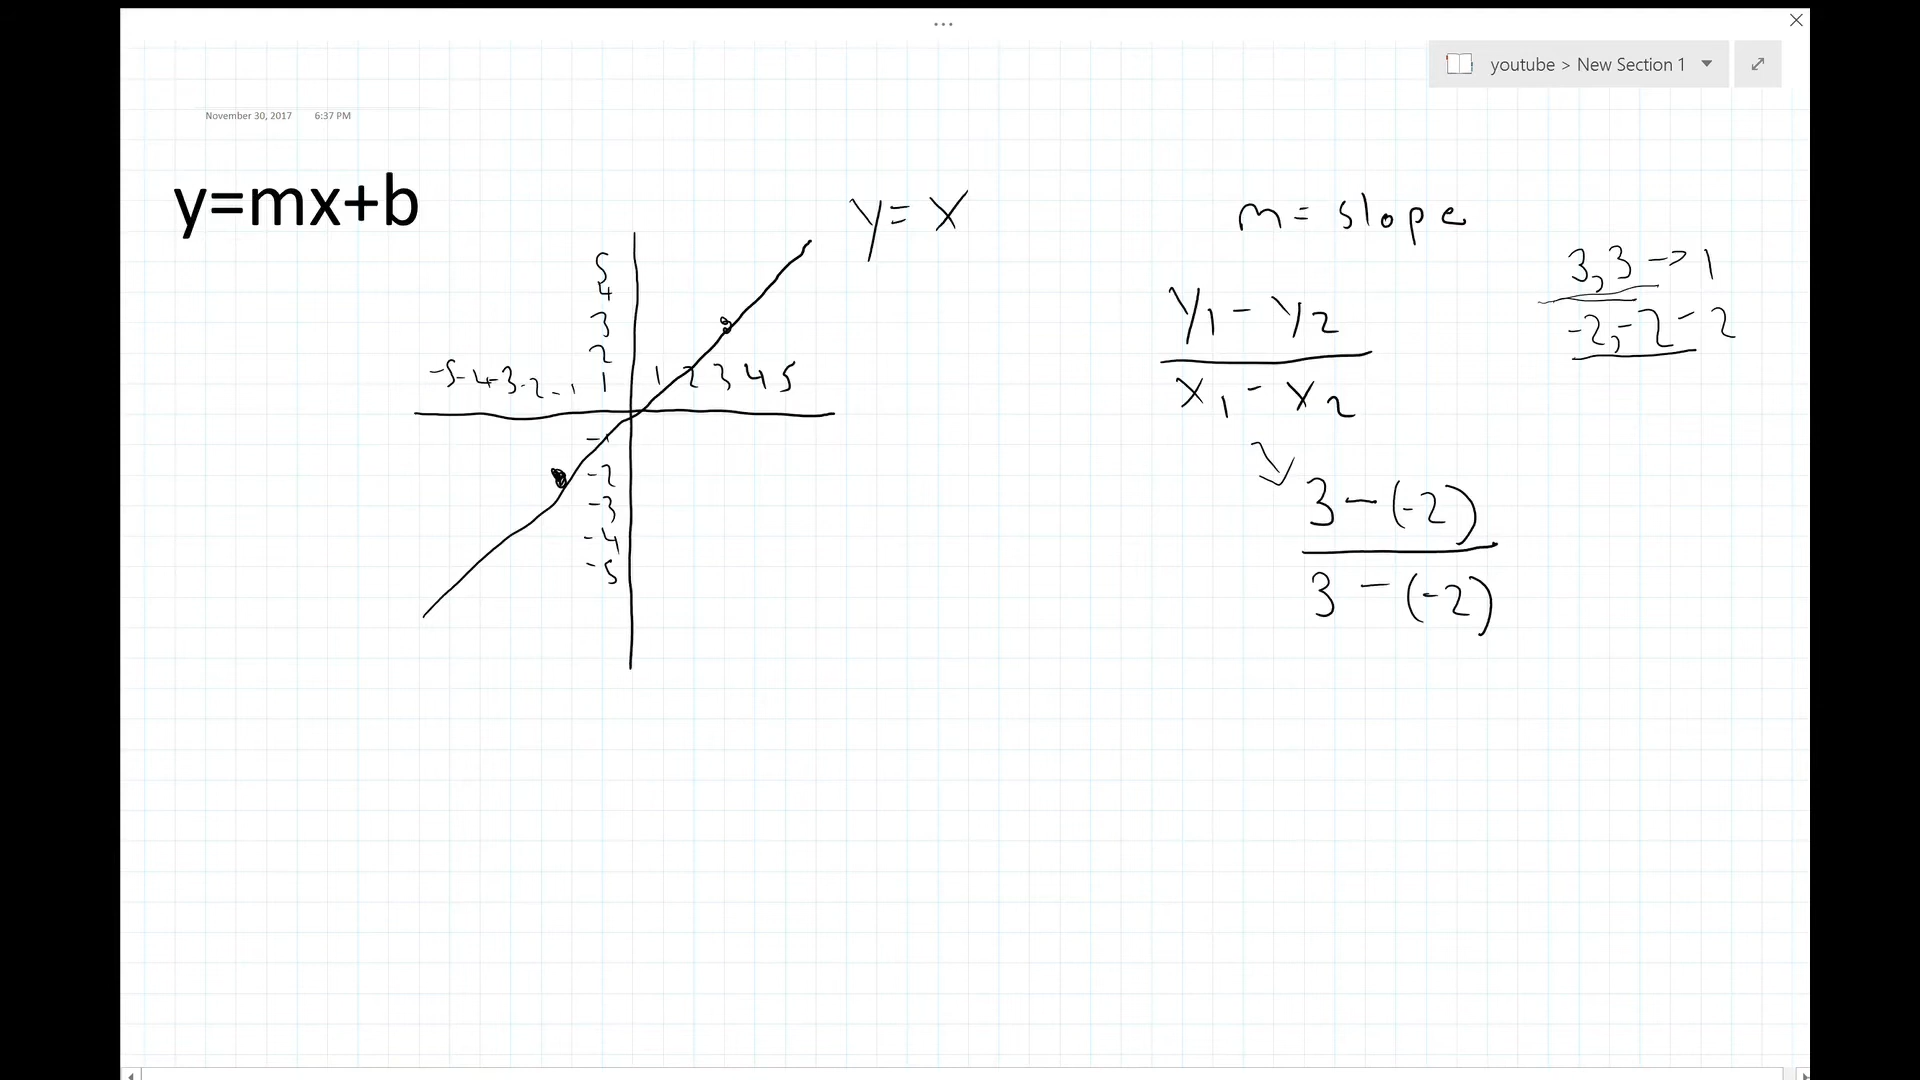 youtube > New Section 1
November 30, 2017 6:37 PM
y=mx+b
y = x
m = slope
3,3 -> 1
-2,-2 - 2
y1 - y2
x1 - x2
3 - (-2)
3 - (-2)
5
4
3
2
1
-5 -4 -3 -2 -1
1 2 3 4 5
-1
-2
-3
-4
-5